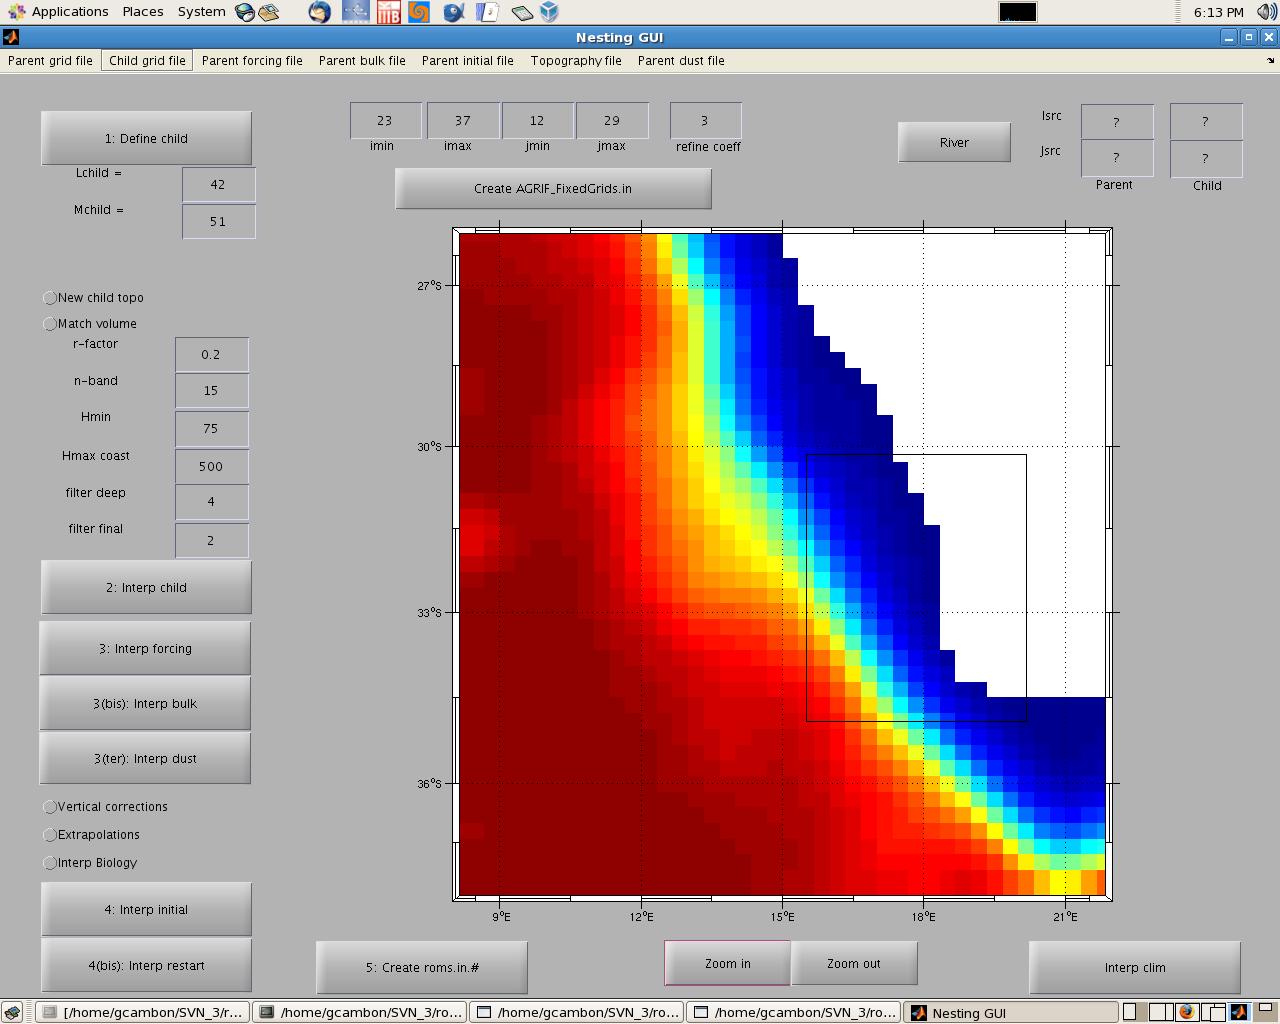 Applications Places System 6:13 PM
Nesting GUI
Parent grid file Child grid file Parent forcing file Parent bulk file Parent initial file Topography file Parent dust file
1: Define child
Lchild =
42
Mchild =
51
23 37 12 29 3
imin imax jmin jmax refine coeff
Create AGRIF_FixedGrids.in
River
Isrc ? ?
Jsrc ? ?
Parent Child
New child topo
Match volume
r-factor
0.2
n-band
15
Hmin
75
Hmax coast
500
filter deep
4
filter final
2
2: Interp child
3: Interp forcing
3(bis): Interp bulk
3(ter): Interp dust
Vertical corrections
Extrapolations
Interp Biology
4: Interp initial
4(bis): Interp restart
27°S
30°S
33°S
36°S
9°E 12°E 15°E 18°E 21°E
5: Create roms.in.# Zoom in Zoom out Interp clim
[/home/gcambon/SVN_3/r... /home/gcambon/SVN_3/ro... /home/gcambon/SVN_3/ro... /home/gcambon/SVN_3/ro... Nesting GUI